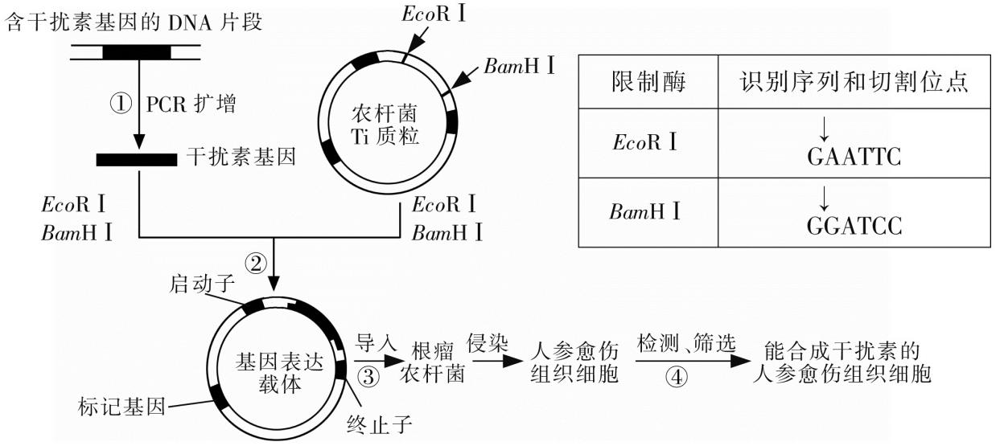 含干扰素基因的 DNA 片段
EcoR Ⅰ
BamH Ⅰ
① PCR 扩增
农杆菌
Ti 质粒
干扰素基因
EcoR Ⅰ
BamH Ⅰ
EcoR Ⅰ
BamH Ⅰ
限制酶 识别序列和切割位点
EcoR Ⅰ ↓GAATTC
BamH Ⅰ ↓GGATCC
②
启动子
基因表达
载体
标记基因
终止子
导入
③
根瘤
农杆菌
侵染
人参愈伤
组织细胞
检测、筛选
④
能合成干扰素的
人参愈伤组织细胞